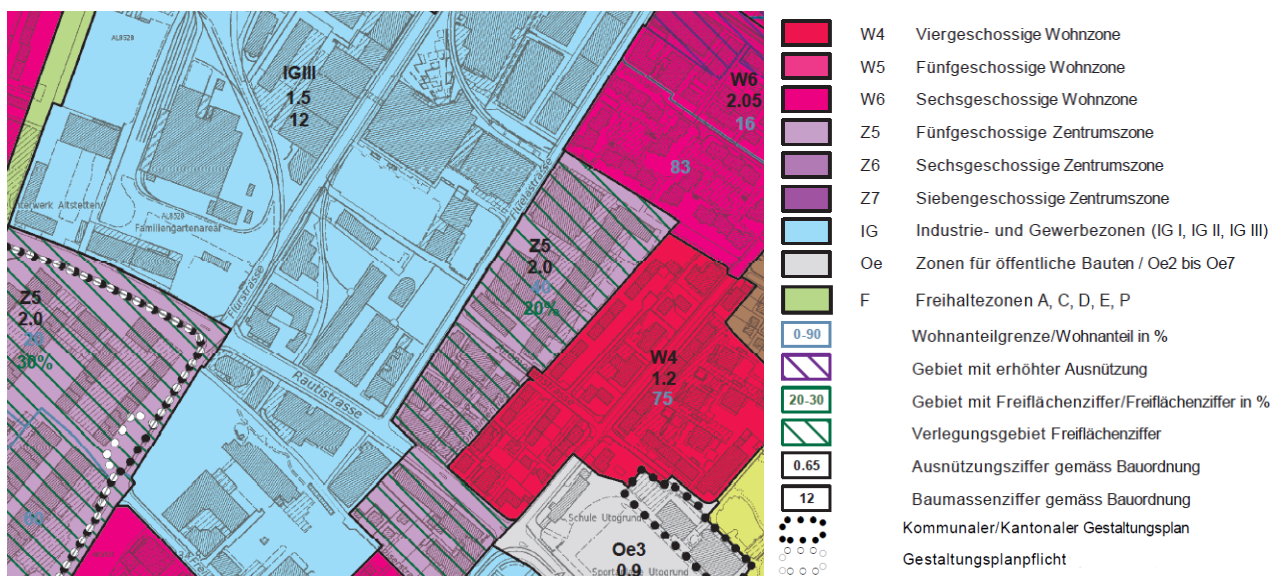 AL8528
IGIII
1.5
12
W6
2.05
16
83
Flüelastrasse
AL8528
Familiengartenareal
Flurstrasse
Z5
2.0
20%
Z5
2.0
30%
W4
1.2
75
Rautistrasse
60
Schule Utogrund
Oe3
0.9
Utogrund
W4 Viergeschossige Wohnzone
W5 Fünfgeschossige Wohnzone
W6 Sechsgeschossige Wohnzone
Z5 Fünfgeschossige Zentrumszone
Z6 Sechsgeschossige Zentrumszone
Z7 Siebengeschossige Zentrumszone
IG Industrie- und Gewerbezonen (IG I, IG II, IG III)
Oe Zonen für öffentliche Bauten / Oe2 bis Oe7
F Freihaltezonen A, C, D, E, P
0-90 Wohnanteilgrenze/Wohnanteil in %
Gebiet mit erhöhter Ausnützung
20-30 Gebiet mit Freiflächenziffer/Freiflächenziffer in %
Verlegungsgebiet Freiflächenziffer
0.65 Ausnützungsziffer gemäss Bauordnung
12 Baumassenziffer gemäss Bauordnung
Kommunaler/Kantonaler Gestaltungsplan
Gestaltungsplanpflicht